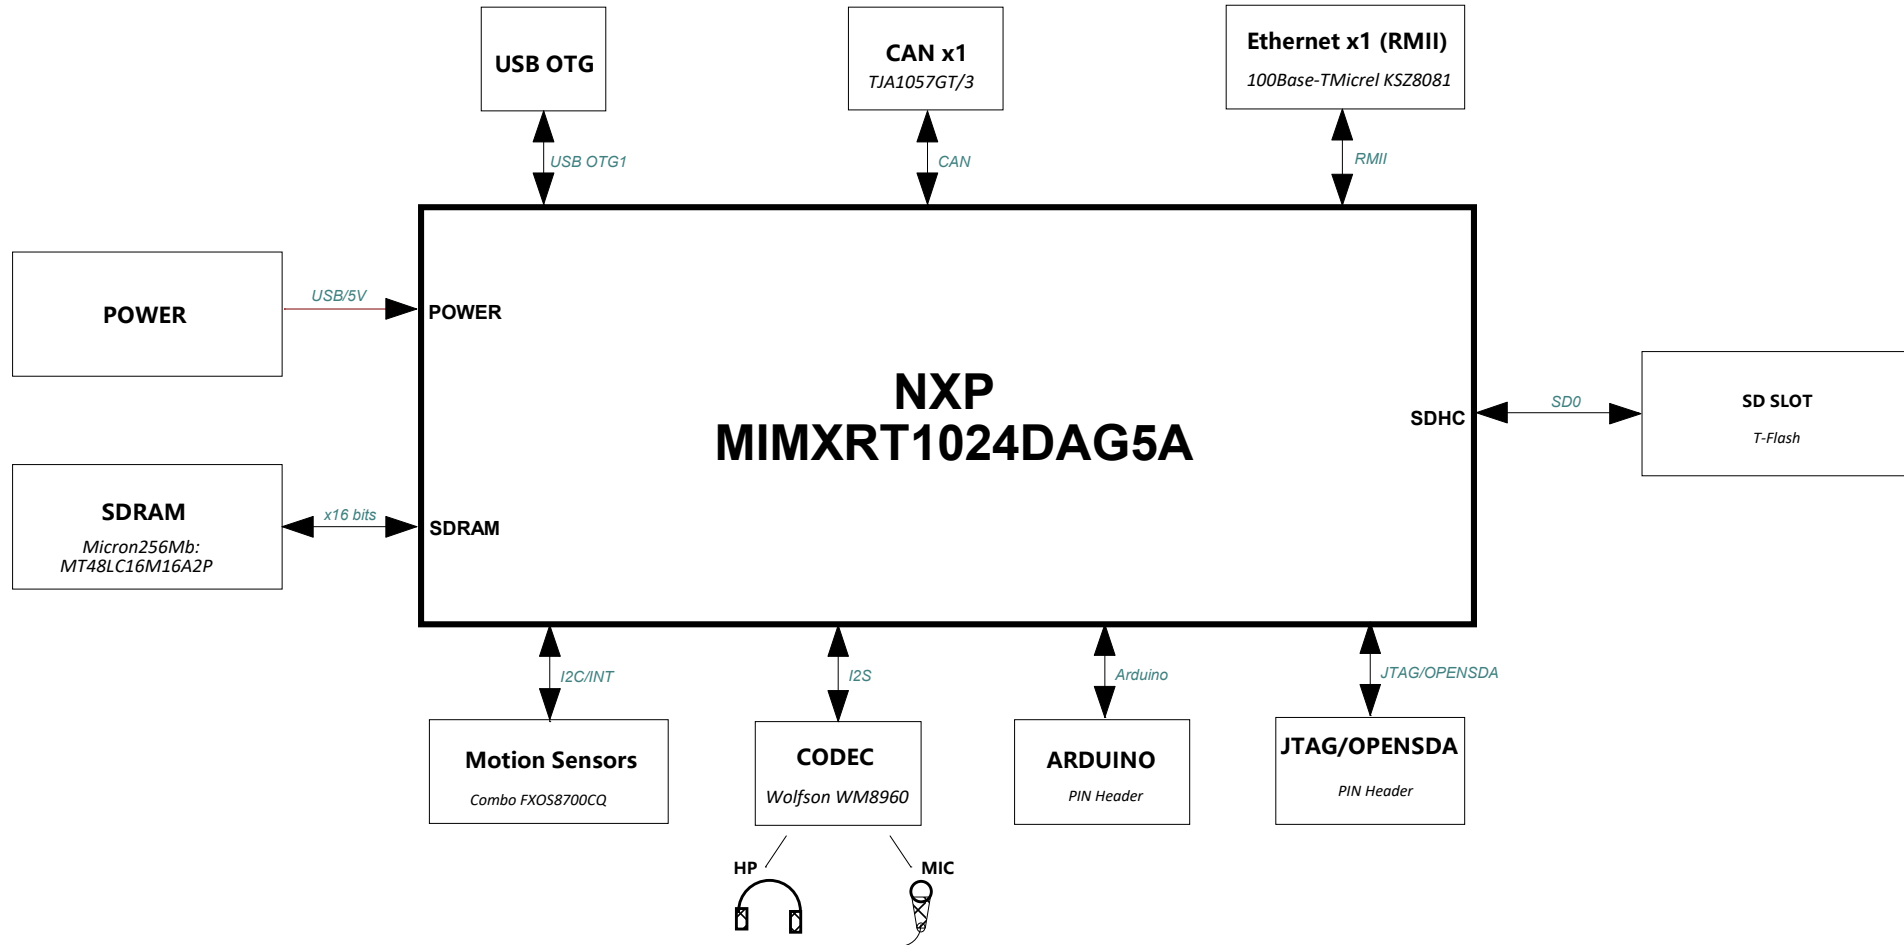 USB OTG
CAN x1
TJA1057GT/3
Ethernet x1 (RMII)
100Base-TMicrel KSZ8081
USB OTG1
CAN
RMII
POWER
USB/5V
POWER
NXP
MIMXRT1024DAG5A
SDHC
SD0
SD SLOT
T-Flash
SDRAM
Micron256Mb:
MT48LC16M16A2P
x16 bits
SDRAM
I2C/INT
I2S
Arduino
JTAG/OPENSDA
Motion Sensors
Combo FXOS8700CQ
CODEC
Wolfson WM8960
ARDUINO
PIN Header
JTAG/OPENSDA
PIN Header
HP
MIC